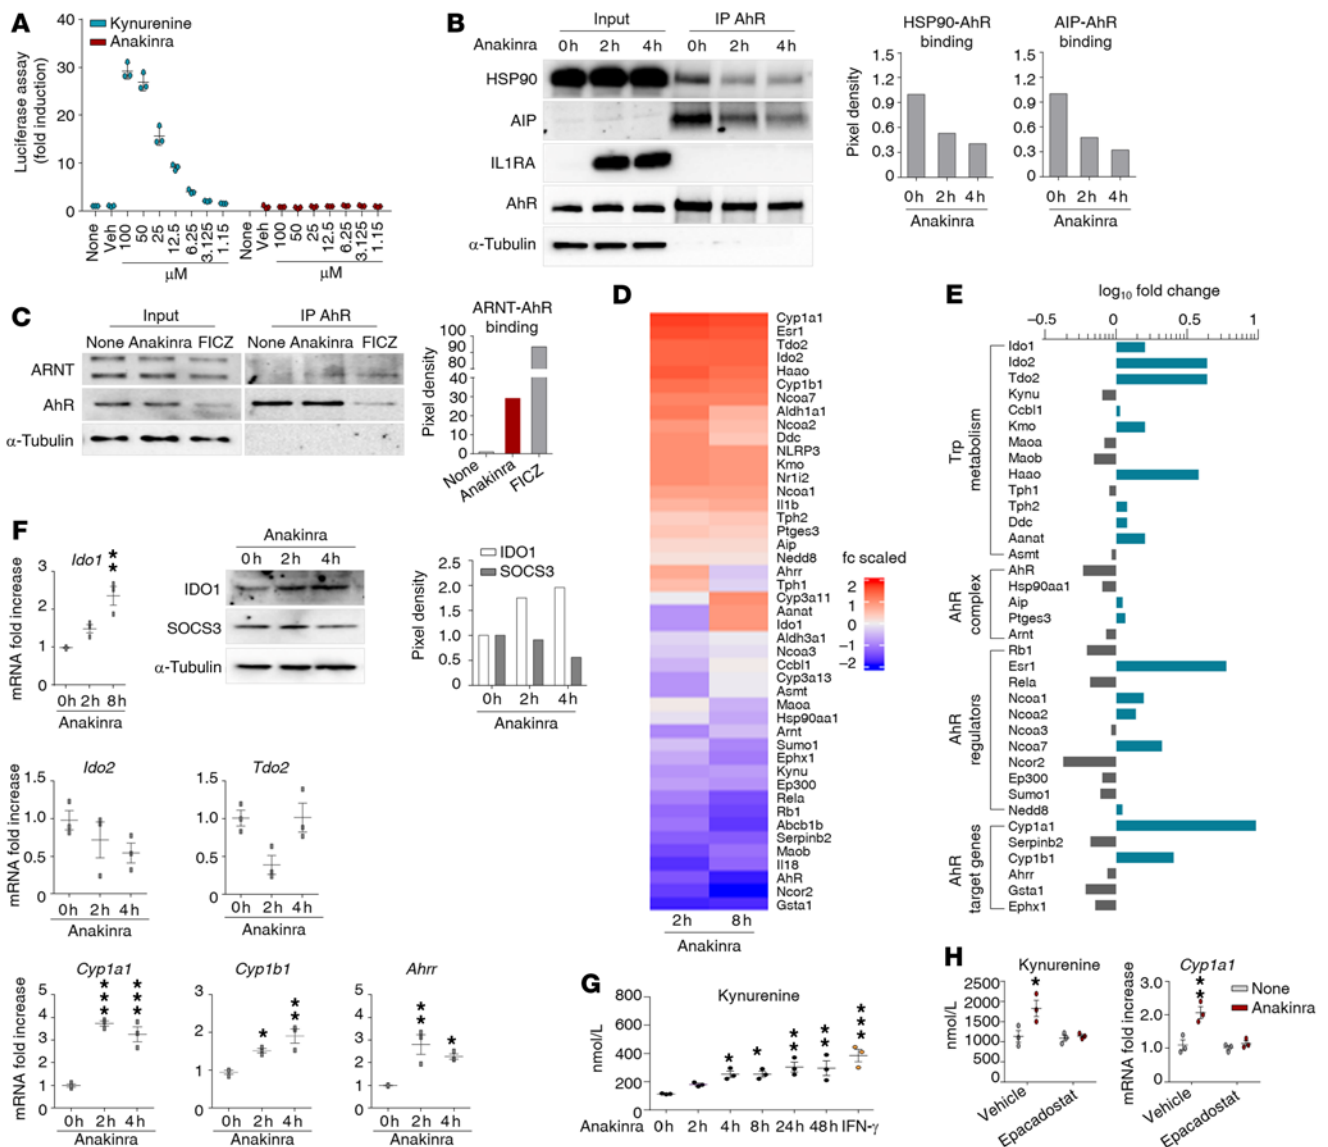 A
Kynurenine
Anakinra
Luciferase assay
(fold induction)
40
30
20
10
0
None
Veh
100
50
25
12.5
6.25
3.125
1.15
None
Veh
100
50
25
12.5
6.25
3.125
1.15
μM
μM
B
Input
IP AhR
Anakinra
0h
2h
4h
0h
2h
4h
HSP90
AIP
IL1RA
AhR
α-Tubulin
HSP90-AhR
binding
AIP-AhR
binding
Pixel density
1.5
1.2
0.9
0.6
0.3
0h 2h 4h
Anakinra
1.5
1.2
0.9
0.6
0.3
0h 2h 4h
Anakinra
C
Input
IP AhR
None Anakinra FICZ
None Anakinra FICZ
ARNT
AhR
α-Tubulin
ARNT-AhR
binding
Pixel density
100
90
80
40
30
20
10
0
None
Anakinra
FICZ
D
Cyp1a1
Esr1
Tdo2
Ido2
Haao
Cyp1b1
Ncoa7
Aldh1a1
Ncoa2
Ddc
NLRP3
Kmo
Nr1i2
Ncoa1
Il1b
Tph2
Ptges3
Aip
Nedd8
Ahrr
Tph1
Cyp3a11
Aanat
Ido1
Aldh3a1
Ncoa3
Ccbl1
Cyp3a13
Asmt
Maoa
Hsp90aa1
Arnt
Sumo1
Ephx1
Kynu
Ep300
Rela
Rb1
Abcb1b
Serpinb2
Maob
Il18
AhR
Ncor2
Gsta1
2h
8h
Anakinra
fc scaled
2
1
0
−1
−2
E
log10 fold change
−0.5
0
0.5
1
Trp
metabolism
Ido1
Ido2
Tdo2
Kynu
Ccbl1
Kmo
Maoa
Maob
Haao
Tph1
Tph2
Ddc
Aanat
Asmt
AhR
complex
AhR
Hsp90aa1
Aip
Ptges3
Arnt
AhR
regulators
Rb1
Esr1
Rela
Ncoa1
Ncoa2
Ncoa3
Ncoa7
Ncor2
Ep300
Sumo1
Nedd8
AhR
target genes
Cyp1a1
Serpinb2
Cyp1b1
Ahrr
Gsta1
Ephx1
F
mRNA fold increase
Ido1
**
3
2
1
0
0h 2h 8h
Anakinra
Anakinra
0h 2h 4h
IDO1
SOCS3
α-Tubulin
IDO1
SOCS3
Pixel density
2.5
2.0
1.5
1.0
0.5
0h 2h 4h
Anakinra
mRNA fold increase
Ido2
1.5
1.0
0.5
0
0h 2h 4h
Anakinra
Tdo2
1.5
1.0
0.5
0
0h 2h 4h
Anakinra
mRNA fold increase
Cyp1a1
*** ***
5
4
3
2
1
0
0h 2h 4h
Anakinra
Cyp1b1
* **
3
2
1
0
0h 2h 4h
Anakinra
Ahrr
** *
5
4
3
2
1
0
0h 2h 4h
Anakinra
G
Kynurenine
nmol/L
800
600
400
200
0
* * ** ** ***
Anakinra 0h 2h 4h 8h 24h 48h IFN-γ
H
Kynurenine
nmol/L
2500
2000
1500
1000
500
0
*
Vehicle
Epacadostat
Cyp1a1
mRNA fold increase
3.0
2.0
1.0
0
**
Vehicle
Epacadostat
None
Anakinra